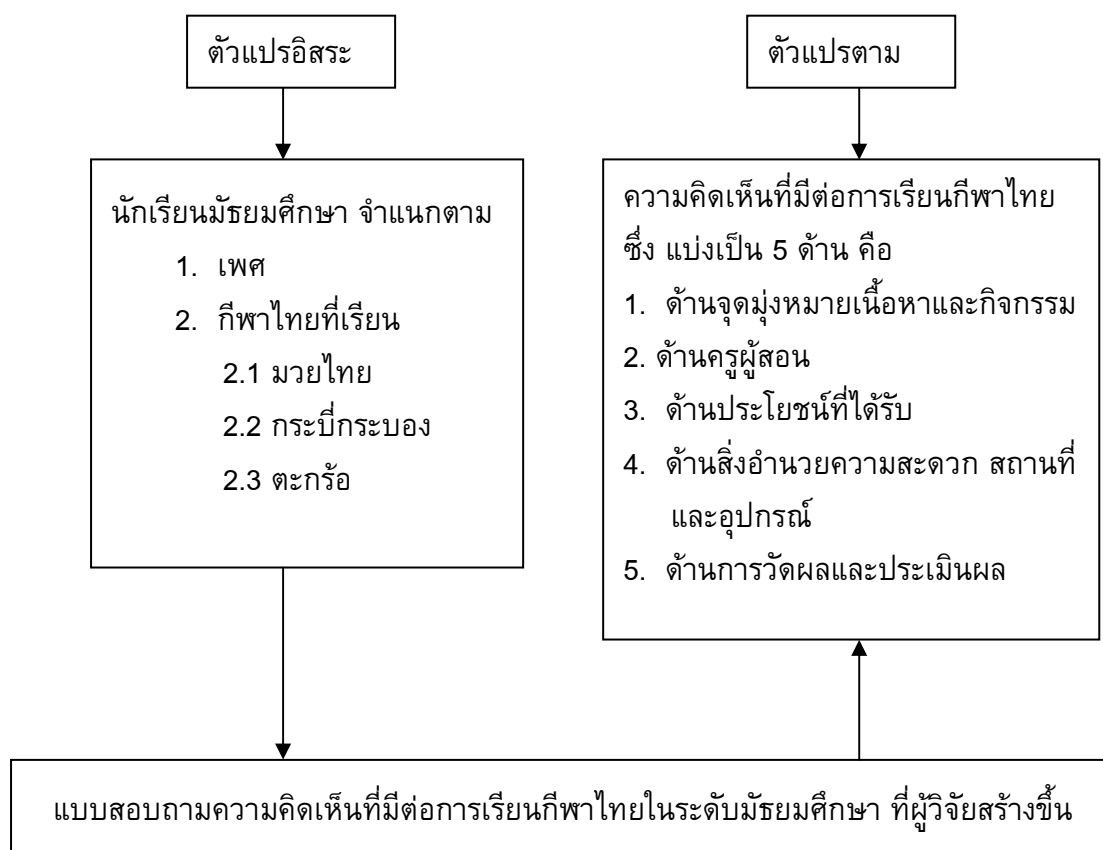 ตัวแปรอิสระ
ตัวแปรตาม
นักเรียนมัธยมศึกษา จำแนกตาม
1. เพศ
2. กีฬาไทยที่เรียน
2.1 มวยไทย
2.2 กระบี่กระบอง
2.3 ตะกร้อ
ความคิดเห็นที่มีต่อการเรียนกีฬาไทย
ซึ่ง แบ่งเป็น 5 ด้าน คือ
1. ด้านจุดมุ่งหมายเนื้อหาและกิจกรรม
2. ด้านครูผู้สอน
3. ด้านประโยชน์ที่ได้รับ
4. ด้านสิ่งอำนวยความสะดวก สถานที่
และอุปกรณ์
5. ด้านการวัดผลและประเมินผล
แบบสอบถามความคิดเห็นที่มีต่อการเรียนกีฬาไทยในระดับมัธยมศึกษา ที่ผู้วิจัยสร้างขึ้น